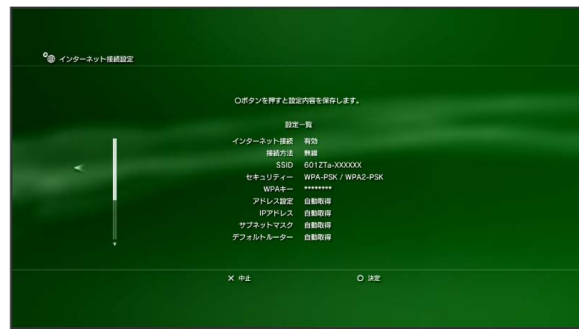 インターネット接続設定
○ボタンを押すと設定内容を保存します。
設定一覧
インターネット接続 有効
接続方法 無線
SSID 601ZTa-XXXXXX
セキュリティー WPA-PSK / WPA2-PSK
WPAキー ********
アドレス設定 自動取得
IPアドレス 自動取得
サブネットマスク 自動取得
デフォルトルーター 自動取得
× 中止 ○ 決定